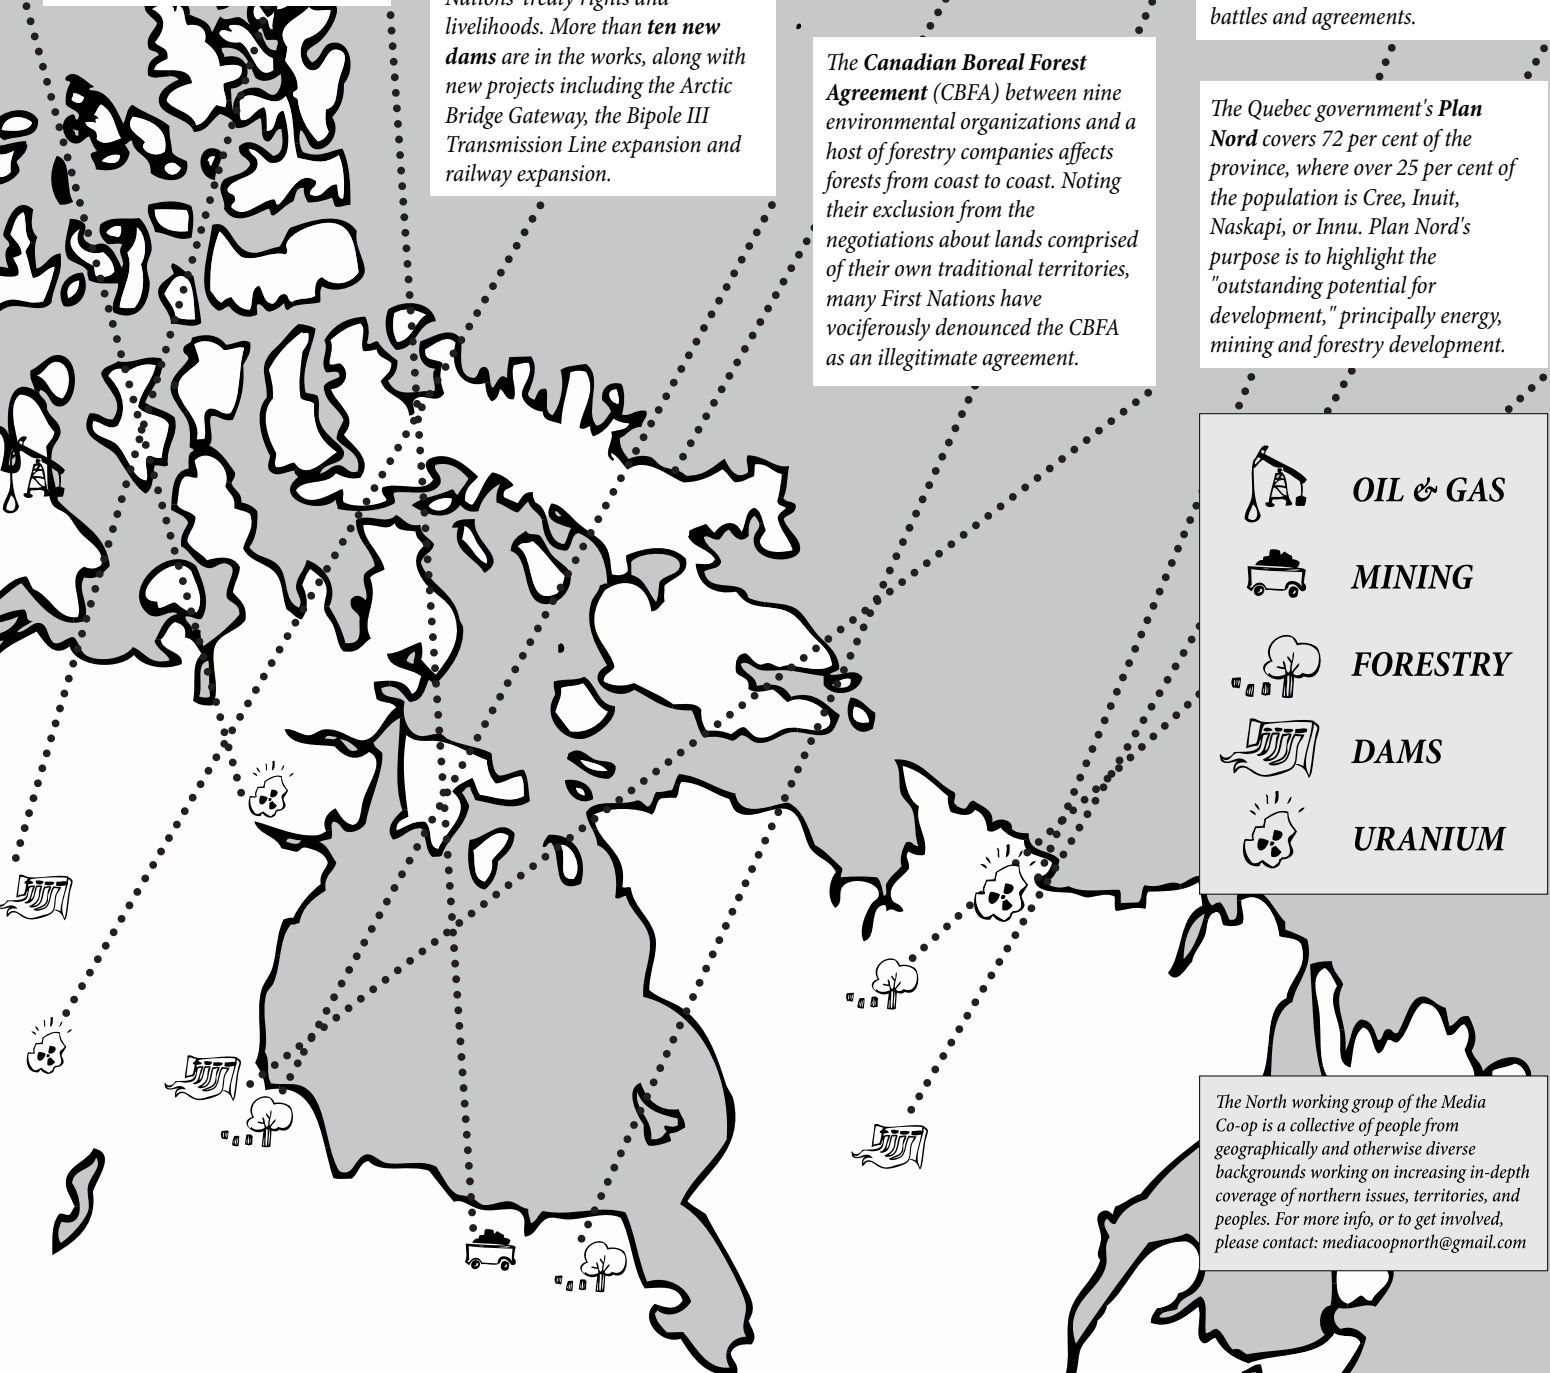 Nations' treaty rights and
livelihoods. More than ten new
dams are in the works, along with
new projects including the Arctic
Bridge Gateway, the Bipole III
Transmission Line expansion and
railway expansion.
The Canadian Boreal Forest
Agreement (CBFA) between nine
environmental organizations and a
host of forestry companies affects
forests from coast to coast. Noting
their exclusion from the
negotiations about lands comprised
of their own traditional territories,
many First Nations have
vociferously denounced the CBFA
as an illegitimate agreement.
battles and agreements.
The Quebec government's Plan
Nord covers 72 per cent of the
province, where over 25 per cent of
the population is Cree, Inuit,
Naskapi, or Innu. Plan Nord's
purpose is to highlight the
"outstanding potential for
development," principally energy,
mining and forestry development.
OIL & GAS
MINING
FORESTRY
DAMS
URANIUM
The North working group of the Media
Co-op is a collective of people from
geographically and otherwise diverse
backgrounds working on increasing in-depth
coverage of northern issues, territories, and
peoples. For more info, or to get involved,
please contact: mediacoopnorth@gmail.com